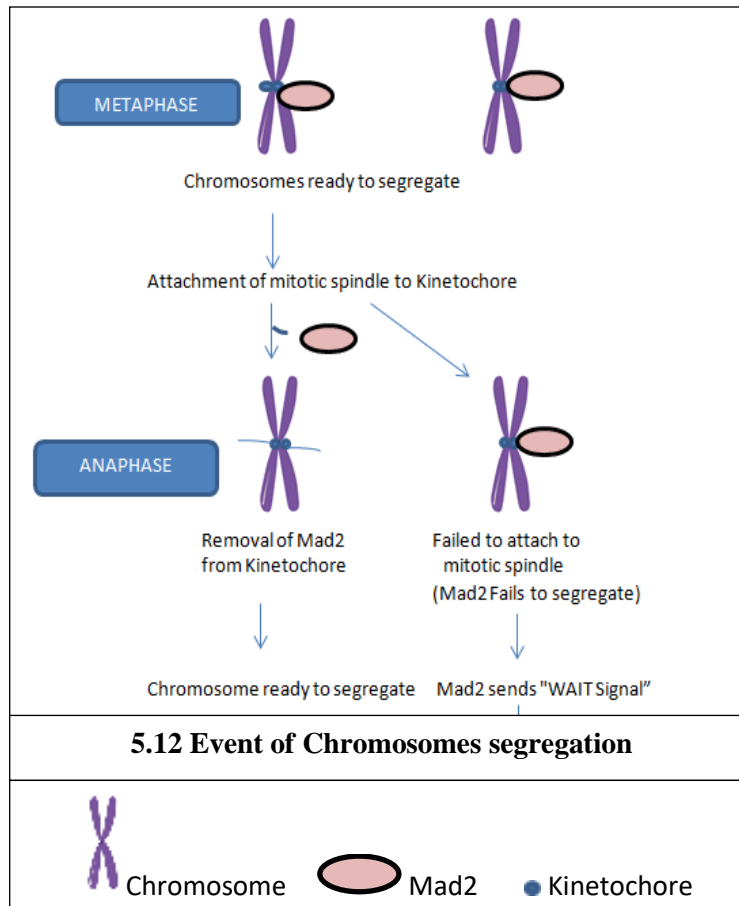 METAPHASE
Chromosomes ready to segregate
Attachment of mitotic spindle to Kinetochore
ANAPHASE
Removal of Mad2
from Kinetochore
Failed to attach to
mitotic spindle
(Mad2 Fails to segregate)
Chromosome ready to segregate
Mad2 sends "WAIT Signal”
5.12 Event of Chromosomes segregation
Chromosome
Mad2
Kinetochore